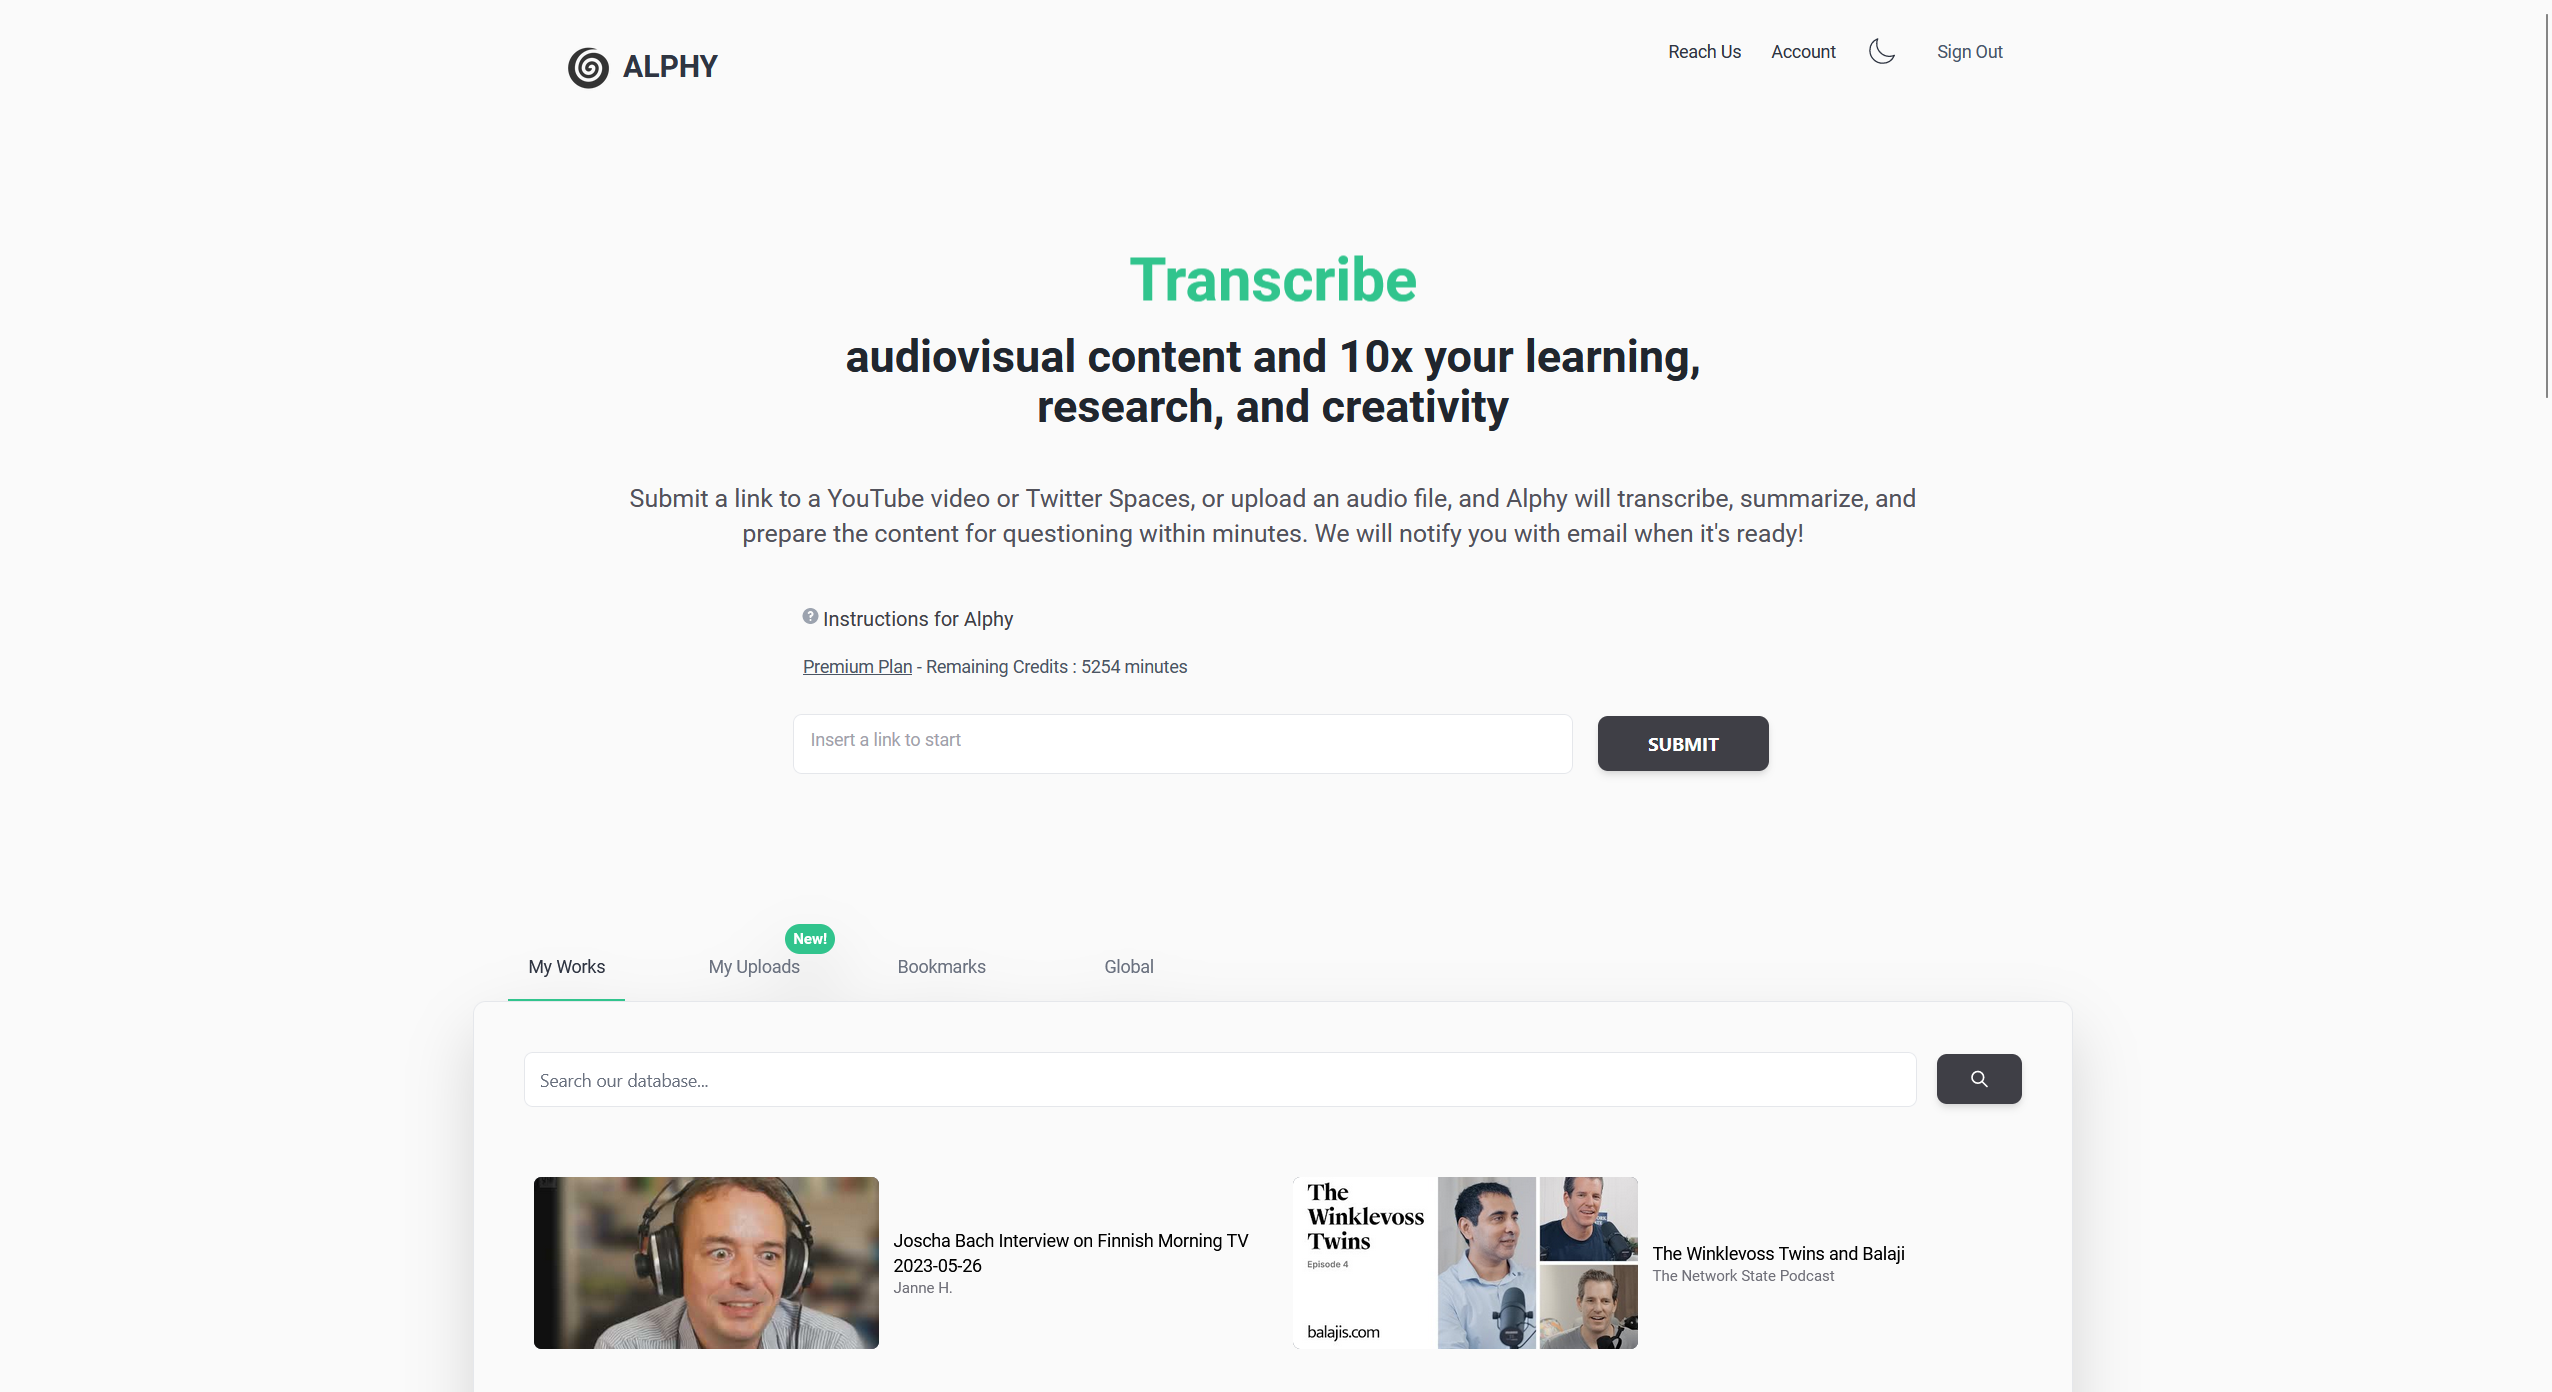 ALPHY
Reach Us
Account
Sign Out
Transcribe
audiovisual content and 10x your learning,
research, and creativity
Submit a link to a YouTube video or Twitter Spaces, or upload an audio file, and Alphy will transcribe, summarize, and
prepare the content for questioning within minutes. We will notify you with email when it's ready!
? Instructions for Alphy
Premium Plan - Remaining Credits : 5254 minutes
Insert a link to start
SUBMIT
New!
My Works
My Uploads
Bookmarks
Global
Search our database...
Joscha Bach Interview on Finnish Morning TV
2023-05-26
Janne H.
The
Winklevoss
Twins
Episode 4
balajis.com
The Winklevoss Twins and Balaji
The Network State Podcast